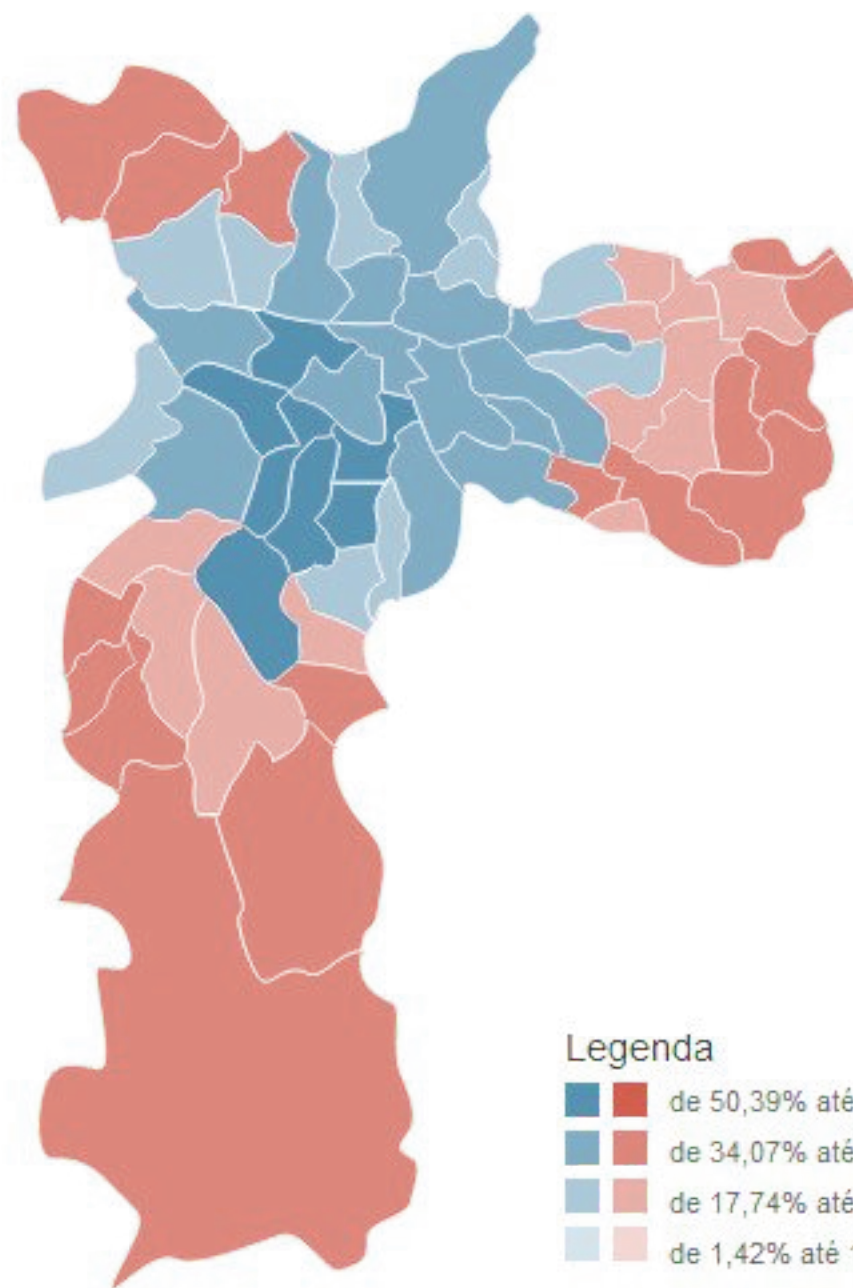 Legenda
de 50,39% até
de 34,07% até
de 17,74% até
de 1,42% até